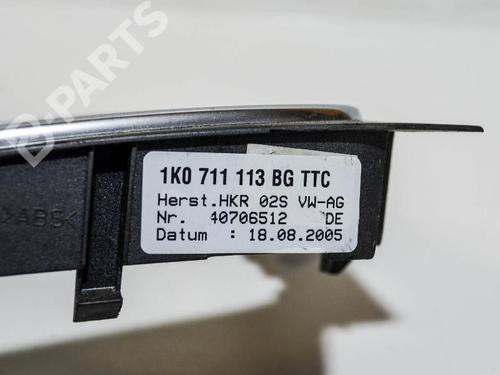 B-PARTS
1K0 711 113 BG TTC
Herst.HKR 02S VW-AG
Nr. 40706512 DE
Datum : 18.08.2005
>ABS<